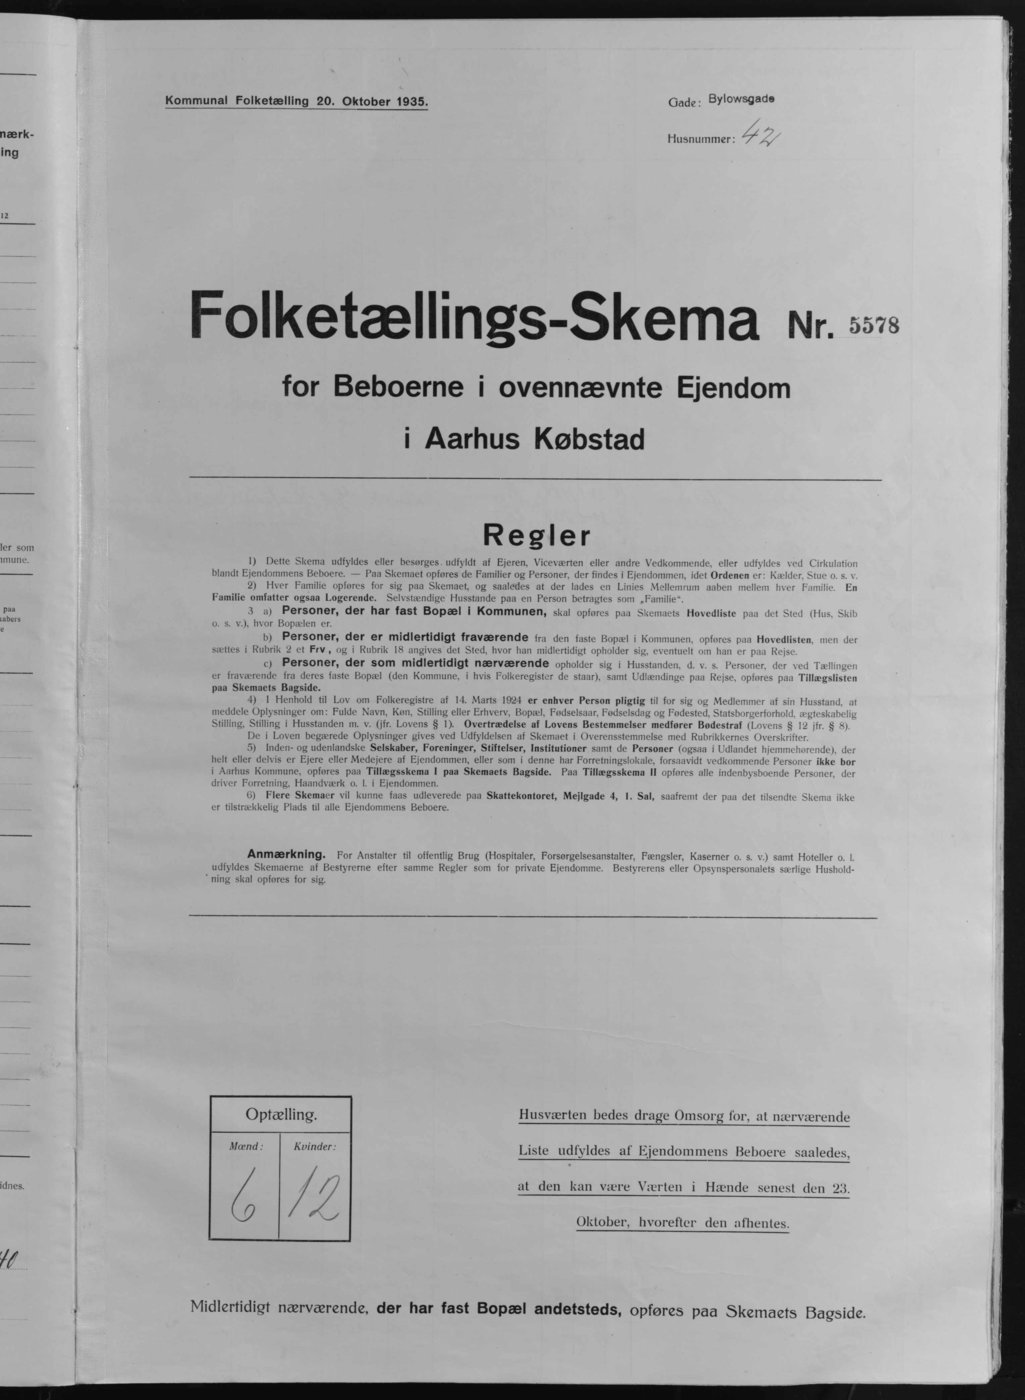 Kommunal Folketælling 20. Oktober 1935.
Gade: Bylowsgade
Husnummer: 42
Folketællings-Skema Nr. 5578
for Beboerne i ovennævnte Ejendom
i Aarhus Købstad
Regler
1) Dette Skema udfyldes eller besørges udfyldt af Ejeren, Viceværten eller andre Vedkommende, eller udfyldes ved Cirkulation
blandt Ejendommens Beboere. — Paa Skemaet opføres de Familier og Personer, der findes i Ejendommen, idet Ordenen er: Kælder, Stue o. s. v.
2) Hver Familie opføres for sig paa Skemaet, og saaledes at der lades en Linies Mellemrum aaben mellem hver Familie. En
Familie omfatter ogsaa Logerende. Selvstændige Husstande paa en Person betragtes som „Familie“.
3 a) Personer, der har fast Bopæl i Kommunen, skal opføres paa Skemaets Hovedliste paa det Sted (Hus, Skib
o. s. v.), hvor Bopælen er.
b) Personer, der er midlertidigt fraværende fra den faste Bopæl i Kommunen, opføres paa Hovedlisten, men der
sættes i Rubrik 2 et Frv., og i Rubrik 18 angives det Sted, hvor han midlertidigt opholder sig, eventuelt om han er paa Rejse.
c) Personer, der som midlertidigt nærværende opholder sig i Husstanden, d. v. s. Personer, der ved Tællingen
er fraværende fra deres faste Bopæl (den Kommune, i hvis Folkeregister de staar), samt Udlændinge paa Rejse, opføres paa Tillægslisten
paa Skemaets Bagside.
4) I Henhold til Lov om Folkeregistre af 14. Marts 1924 er enhver Person pligtig til for sig og Medlemmer af sin Husstand, at
meddele Oplysninger om: Fulde Navn, Køn, Stilling eller Erhverv, Bopæl, Fødselsaar, Fødselsdag og Fødested, Statsborgerforhold, ægteskabelig
Stilling, Stilling i Husstanden m. v. (jfr. Lovens § 1). Overtrædelse af Lovens Bestemmelser medfører Bødestraf (Lovens § 12 jfr. § 8).
De i Loven begærede Oplysninger gives ved Udfyldelsen af Skemaet i Overensstemmelse med Rubrikkernes Overskrifter.
5) Inden- og udenlandske Selskaber, Foreninger, Stiftelser, Institutioner samt de Personer (ogsaa i Udlandet hjemmehørende), der
helt eller delvis er Ejere eller Medejere af Ejendommen, eller som i denne har Forretningslokale, forsaavidt vedkommende Personer ikke bor
i Aarhus Kommune, opføres paa Tillægsskema I paa Skemaets Bagside. Paa Tillægsskema II opføres alle indenbysboende Personer, der
driver Forretning, Haandværk o. l. i Ejendommen.
6) Flere Skemaer vil kunne faas udleverede paa Skattekontoret, Mejlgade 4, 1. Sal, saafremt der paa det tilsendte Skema ikke
er tilstrækkelig Plads til alle Ejendommens Beboere.
Anmærkning. For Anstalter til offentlig Brug (Hospitaler, Forsørgelsesanstalter, Fængsler, Kaserner o. s. v.) samt Hoteller o. l.
udfyldes Skemaerne af Bestyrerne efter samme Regler som for private Ejendomme. Bestyrerens eller Opsynspersonalets særlige Hushold-
ning skal opføres for sig.
Optælling.
Mænd: Kvinder:
6 12
Husværten bedes drage Omsorg for, at nærværende
Liste udfyldes af Ejendommens Beboere saaledes,
at den kan være Værten i Hænde senest den 23.
Oktober, hvorefter den afhentes.
Midlertidigt nærværende, der har fast Bopæl andetsteds, opføres paa Skemaets Bagside.